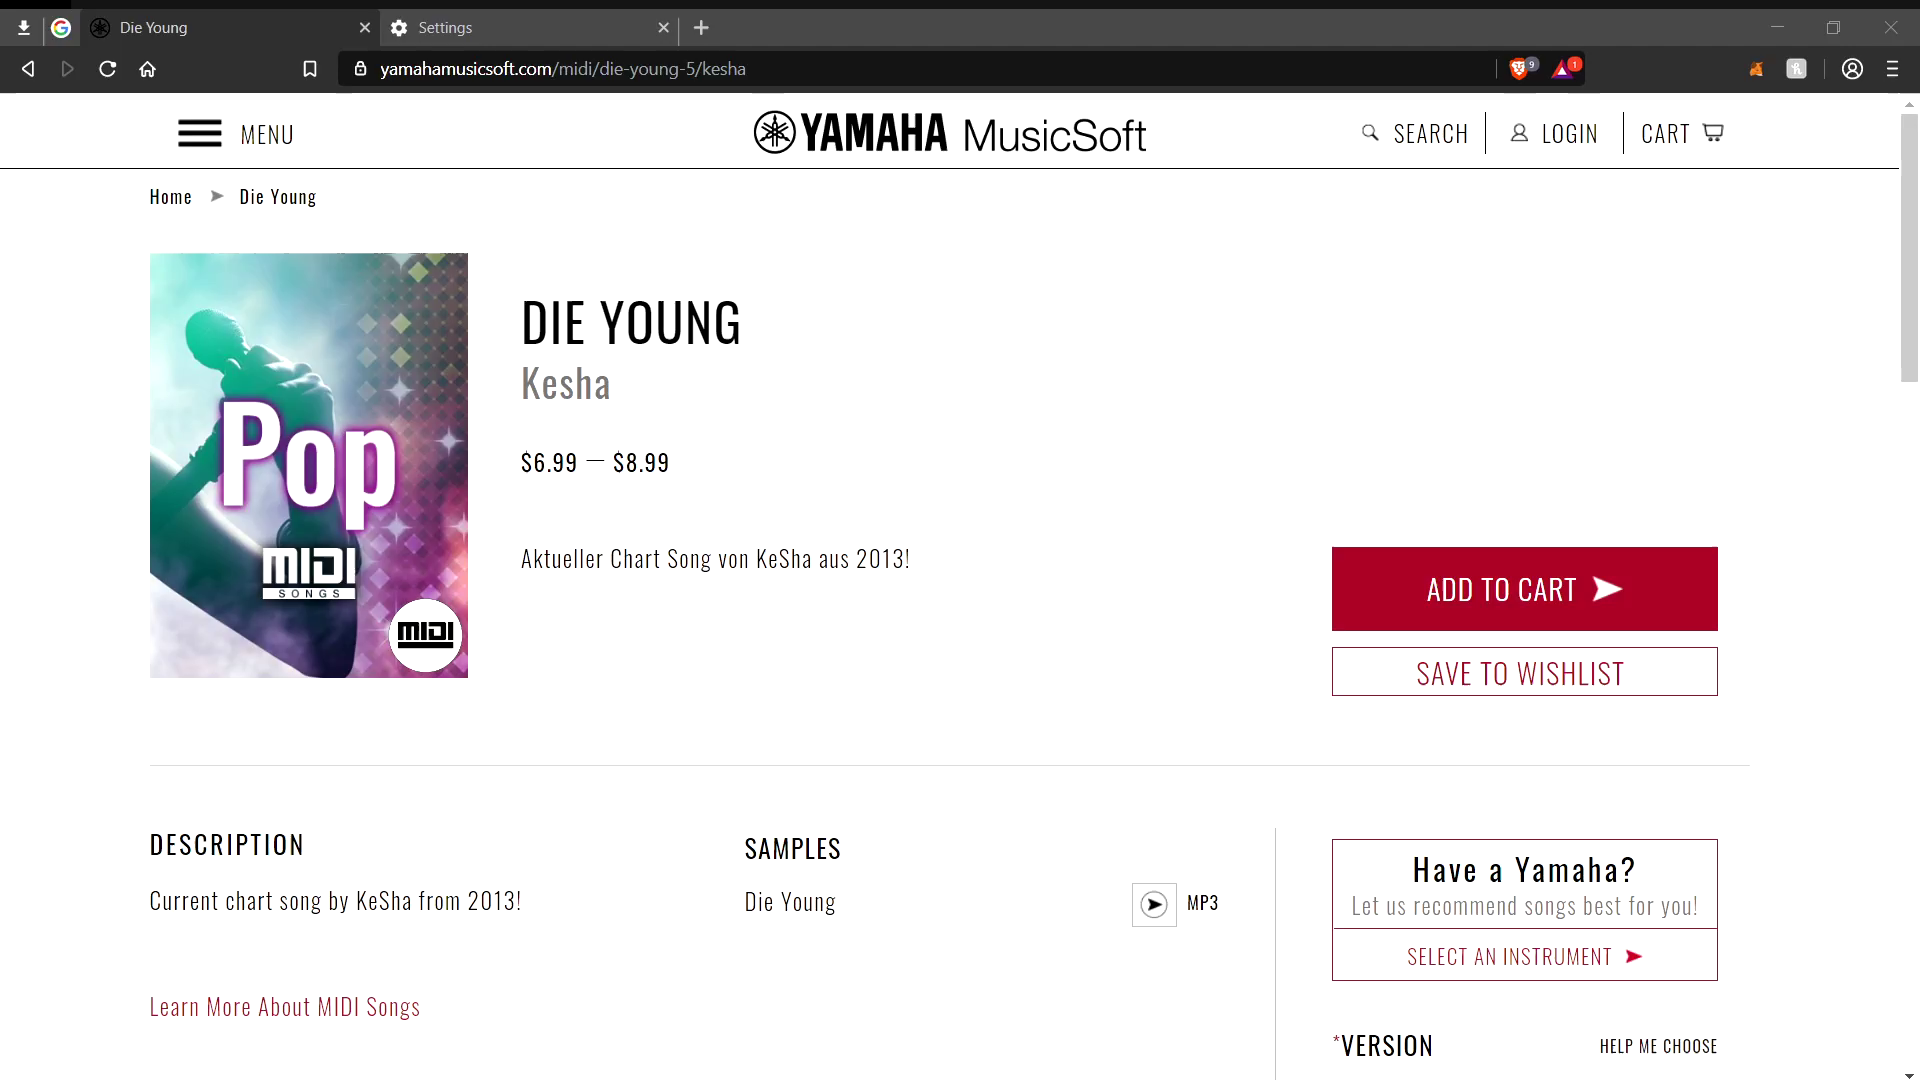 Die Young
Settings
yamahamusicsoft.com/midi/die-young-5/kesha
9
1
MENU
YAMAHA MusicSoft
SEARCH
LOGIN
CART
Home
Die Young
Pop
MIDI
SONGS
MIDI
DIE YOUNG
Kesha
$6.99 — $8.99
Aktueller Chart Song von KeSha aus 2013!
ADD TO CART
SAVE TO WISHLIST
DESCRIPTION
Current chart song by KeSha from 2013!
Learn More About MIDI Songs
SAMPLES
Die Young
MP3
Have a Yamaha?
Let us recommend songs best for you!
SELECT AN INSTRUMENT
*VERSION
HELP ME CHOOSE